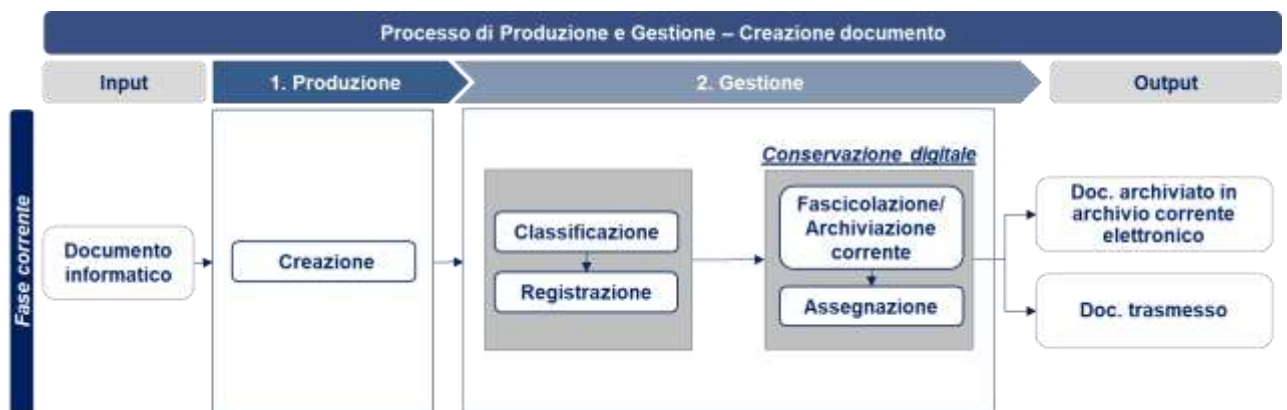 Processo di Produzione e Gestione – Creazione documento
Input
1. Produzione
2. Gestione
Output
Fase corrente
Documento
informatico
Creazione
Classificazione
Registrazione
Conservazione digitale
Fascicolazione/
Archiviazione
corrente
Assegnazione
Doc. archiviato in
archivio corrente
elettronico
Doc. trasmesso